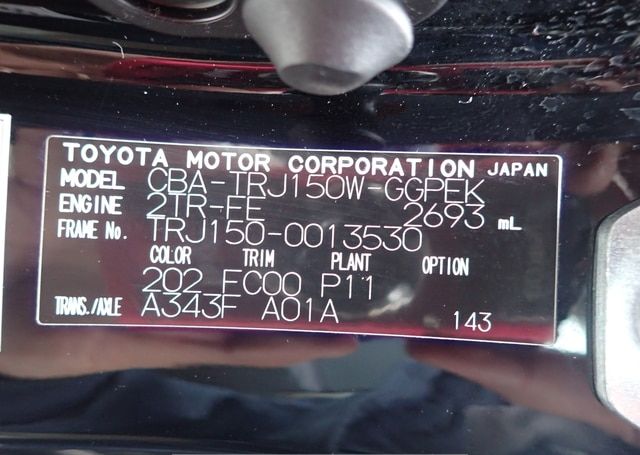 TOYOTA MOTOR CORPORATION JAPAN
MODEL CBA-TRJ150W-GGPEK
ENGINE 2TR-FE 2693 mL
FRAME No. TRJ150-0013530
COLOR TRIM PLANT OPTION
202 FC00 P11
TRANS./AXLE A343F A01A
143